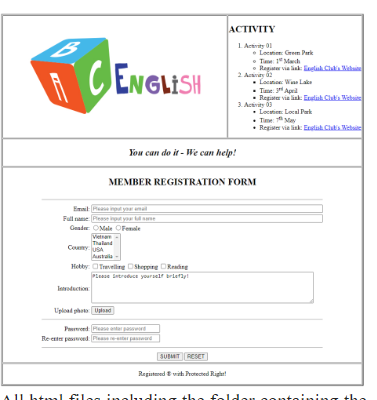 ABC ENGLISH
ACTIVITY
1. Activity 01
Location: Green Park
Time: 1st March
Register via link: English Club's Website
2. Activity 02
Location: Wine Lake
Time: 3rd April
Register via link: English Club's Website
3. Activity 03
Location: Local Park
Time: 7th May
Register via link: English Club's Website
You can do it - We can help!
MEMBER REGISTRATION FORM
Email: Please input your email
Full name: Please input your full name
Gender: Male Female
Country: Vietnam
Thailand
USA
Australia
Hobby: Travelling Shopping Reading
Introduction: Please introduce yourself briefly!
Upload photo: Upload
Password: Please enter password
Re-enter password: Please re-enter password
SUBMIT RESET
Registered ® with Protected Right!
All html files including the folder containing the